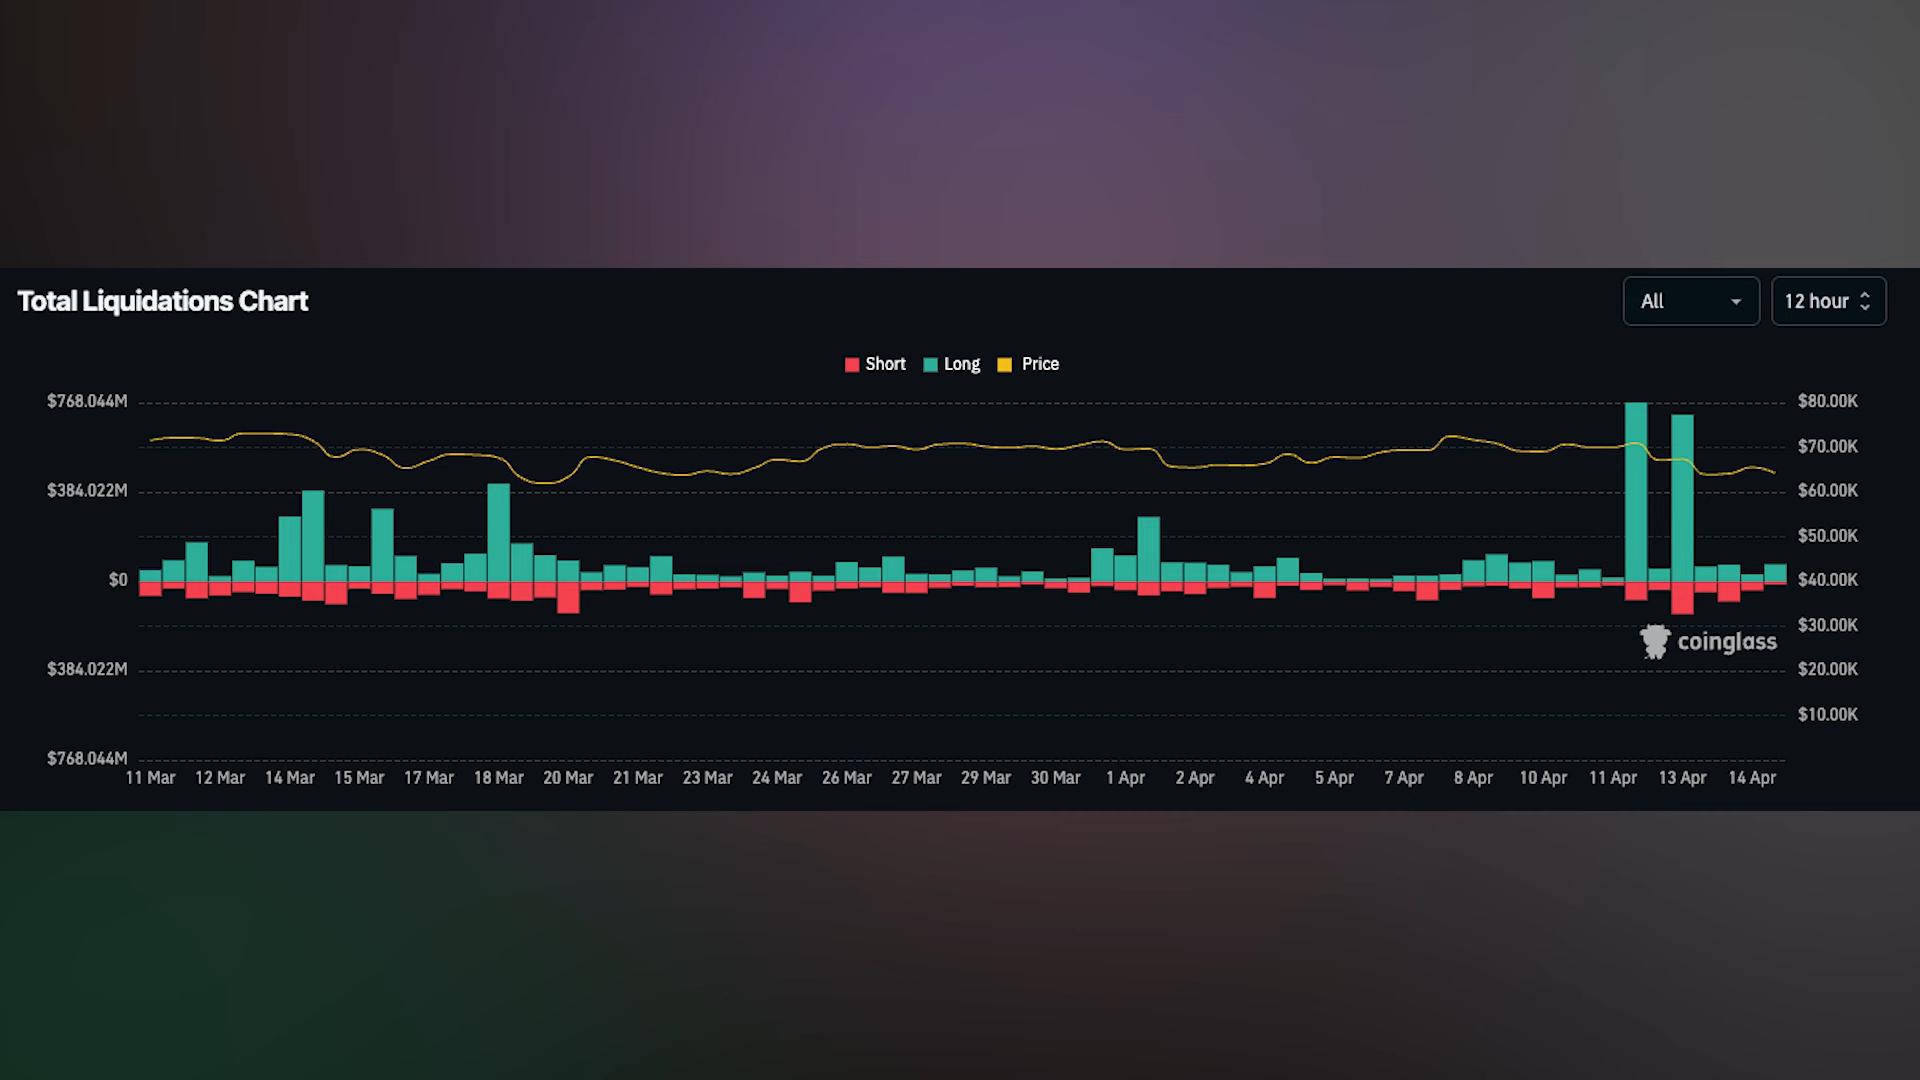 Total Liquidations Chart
All
12 hour
Short Long Price
$768.044M
$384.022M
$0
$384.022M
$768.044M
$80.00K
$70.00K
$60.00K
$50.00K
$40.00K
$30.00K
$20.00K
$10.00K
coinglass
11 Mar 12 Mar 14 Mar 15 Mar 17 Mar 18 Mar 20 Mar 21 Mar 23 Mar 24 Mar 26 Mar 27 Mar 29 Mar 30 Mar 1 Apr 2 Apr 4 Apr 5 Apr 7 Apr 8 Apr 10 Apr 11 Apr 13 Apr 14 Apr